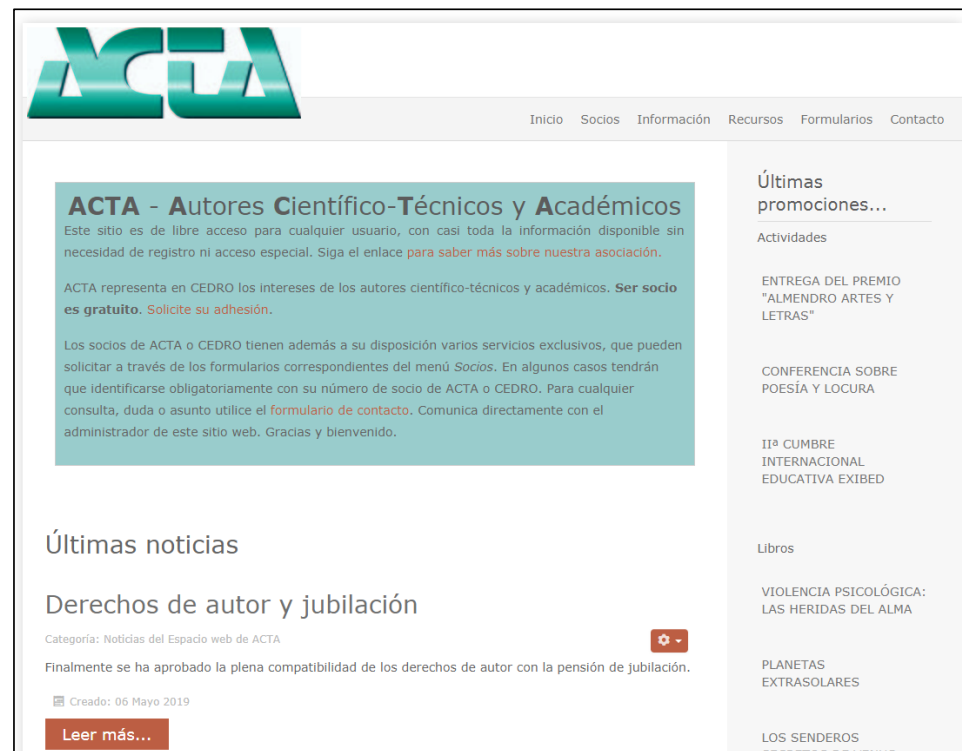 ACTA
Inicio Socios Información Recursos Formularios Contacto
ACTA - Autores Científico-Técnicos y Académicos
Este sitio es de libre acceso para cualquier usuario, con casi toda la información disponible sin
necesidad de registro ni acceso especial. Siga el enlace para saber más sobre nuestra asociación.
ACTA representa en CEDRO los intereses de los autores científico-técnicos y académicos. Ser socio
es gratuito. Solicite su adhesión.
Los socios de ACTA o CEDRO tienen además a su disposición varios servicios exclusivos, que pueden
solicitar a través de los formularios correspondientes del menú Socios. En algunos casos tendrán
que identificarse obligatoriamente con su número de socio de ACTA o CEDRO. Para cualquier
consulta, duda o asunto utilice el formulario de contacto. Comunica directamente con el
administrador de este sitio web. Gracias y bienvenido.
Últimas noticias
Derechos de autor y jubilación
Categoría: Noticias del Espacio web de ACTA
Finalmente se ha aprobado la plena compatibilidad de los derechos de autor con la pensión de jubilación.
Creado: 06 Mayo 2019
Leer más...
Últimas
promociones...
Actividades
ENTREGA DEL PREMIO
"ALMENDRO ARTES Y
LETRAS"
CONFERENCIA SOBRE
POESÍA Y LOCURA
IIª CUMBRE
INTERNACIONAL
EDUCATIVA EXIBED
Libros
VIOLENCIA PSICOLÓGICA:
LAS HERIDAS DEL ALMA
PLANETAS
EXTRASOLARES
LOS SENDEROS